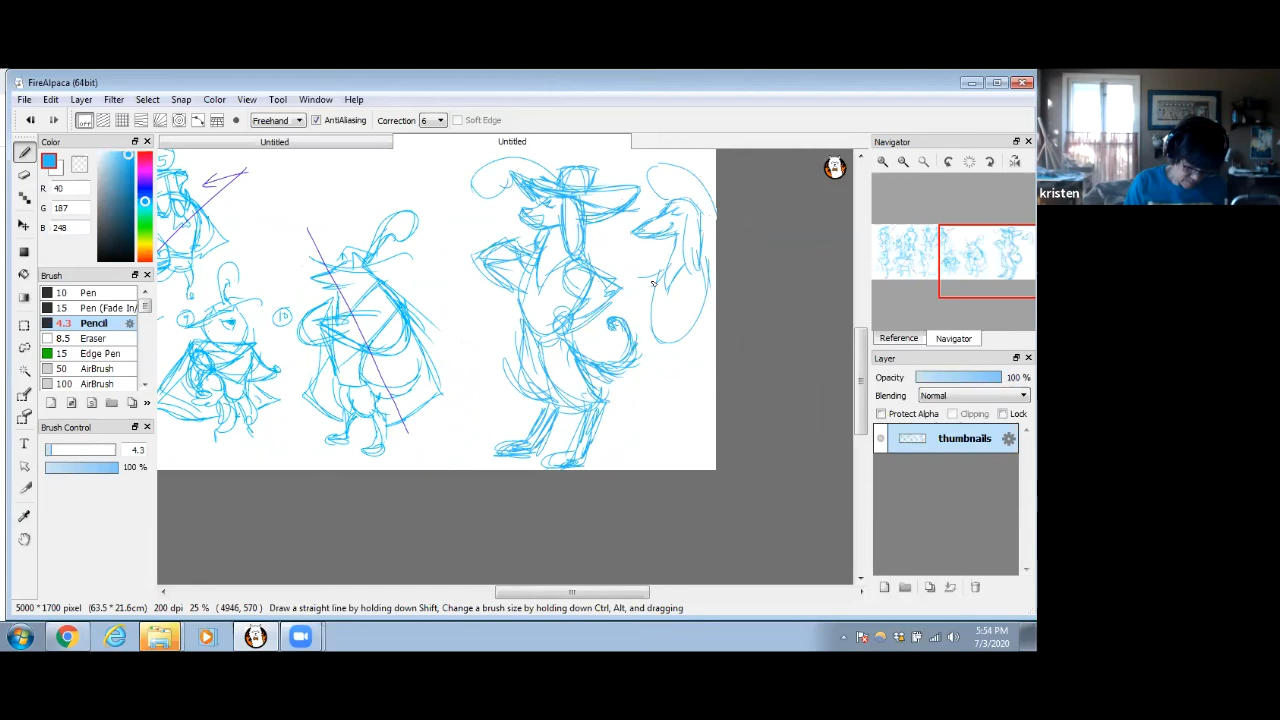 FireAlpaca (64bit)
File Edit Layer Filter Select Snap Color View Tool Window Help
OFF Freehand AntiAliasing Correction 6 Soft Edge
Untitled Untitled
Color
R 40
G 187
B 248
Brush
10 Pen
15 Pen (Fade In/
4.3 Pencil
8.5 Eraser
15 Edge Pen
50 AirBrush
100 AirBrush
Brush Control
4.3
100 %
5
9
10
Navigator
Reference Navigator
Layer
Opacity 100 %
Blending Normal
Protect Alpha Clipping Lock
thumbnails
5000 * 1700 pixel (63.5 * 21.6cm) 200 dpi 25 % (4946, 570) Draw a straight line by holding down Shift, Change a brush size by holding down Ctrl, Alt, and dragging
5:54 PM
7/3/2020
kristen